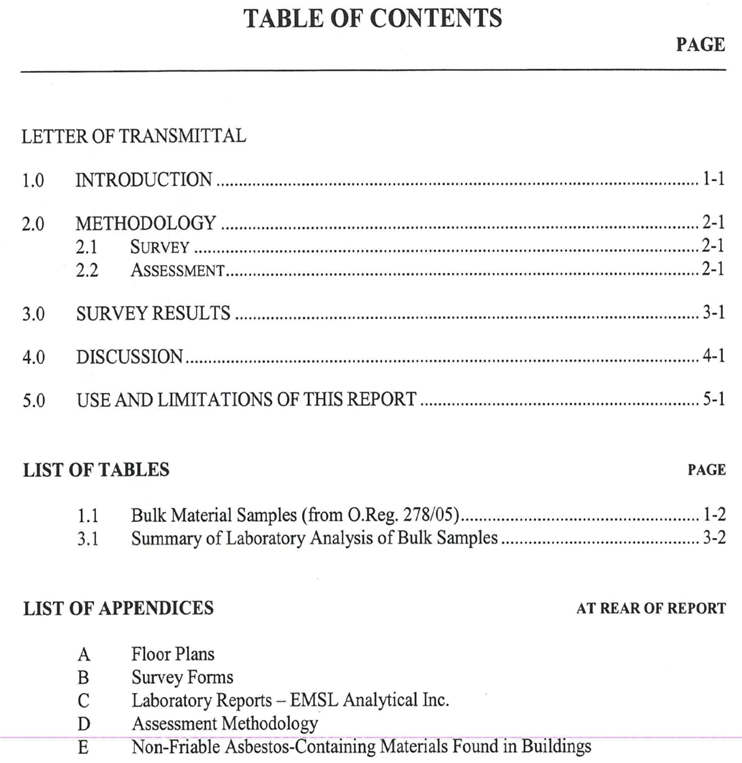 TABLE OF CONTENTS
PAGE
LETTER OF TRANSMITTAL
1.0 INTRODUCTION ........ 1-1
2.0 METHODOLOGY ........ 2-1
2.1 SURVEY ........ 2-1
2.2 ASSESSMENT ........ 2-1
3.0 SURVEY RESULTS ........ 3-1
4.0 DISCUSSION ........ 4-1
5.0 USE AND LIMITATIONS OF THIS REPORT ........ 5-1
LIST OF TABLES PAGE
1.1 Bulk Material Samples (from O.Reg. 278/05) ........ 1-2
3.1 Summary of Laboratory Analysis of Bulk Samples ........ 3-2
LIST OF APPENDICES AT REAR OF REPORT
A Floor Plans
B Survey Forms
C Laboratory Reports – EMSL Analytical Inc.
D Assessment Methodology
E Non-Friable Asbestos-Containing Materials Found in Buildings